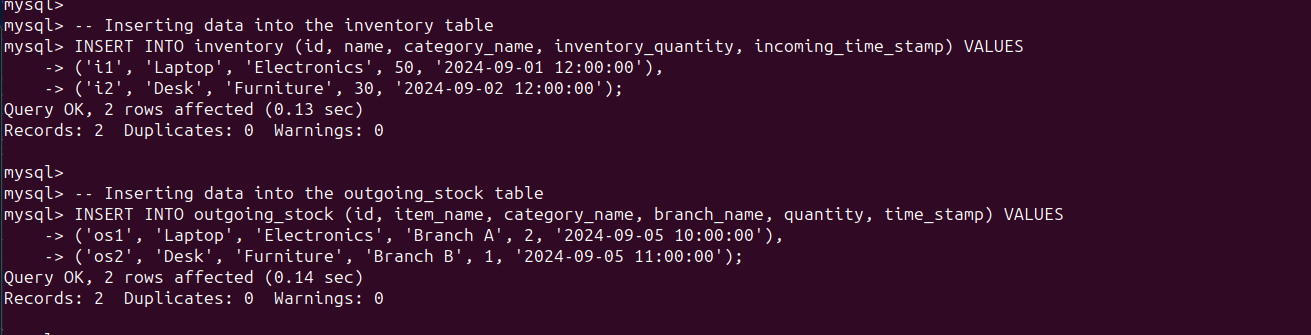 mysql>
mysql> -- Inserting data into the inventory table
mysql> INSERT INTO inventory (id, name, category_name, inventory_quantity, incoming_time_stamp) VALUES
    -> ('i1', 'Laptop', 'Electronics', 50, '2024-09-01 12:00:00'),
    -> ('i2', 'Desk', 'Furniture', 30, '2024-09-02 12:00:00');
Query OK, 2 rows affected (0.13 sec)
Records: 2  Duplicates: 0  Warnings: 0

mysql>
mysql> -- Inserting data into the outgoing_stock table
mysql> INSERT INTO outgoing_stock (id, item_name, category_name, branch_name, quantity, time_stamp) VALUES
    -> ('os1', 'Laptop', 'Electronics', 'Branch A', 2, '2024-09-05 10:00:00'),
    -> ('os2', 'Desk', 'Furniture', 'Branch B', 1, '2024-09-05 11:00:00');
Query OK, 2 rows affected (0.14 sec)
Records: 2  Duplicates: 0  Warnings: 0